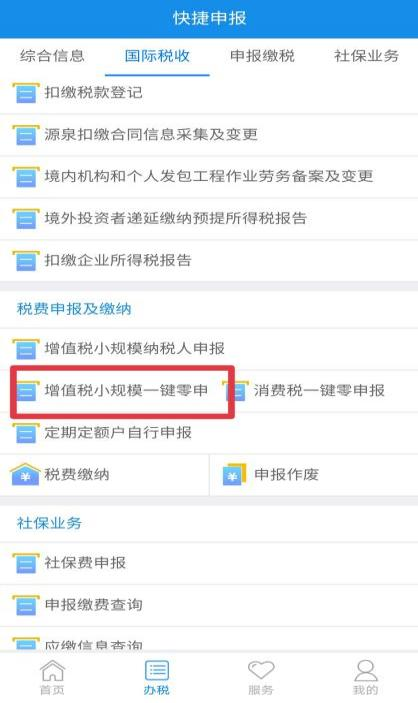 快捷申报
综合信息 国际税收 申报缴税 社保业务
扣缴税款登记
源泉扣缴合同信息采集及变更
境内机构和个人发包工程作业劳务备案及变更
境外投资者递延缴纳预提所得税报告
扣缴企业所得税报告
税费申报及缴纳
增值税小规模纳税人申报
增值税小规模一键零申 消费税一键零申报
定期定额户自行申报
税费缴纳 申报作废
社保业务
社保费申报
申报缴费查询
应缴信息查询
首页 办税 服务 我的